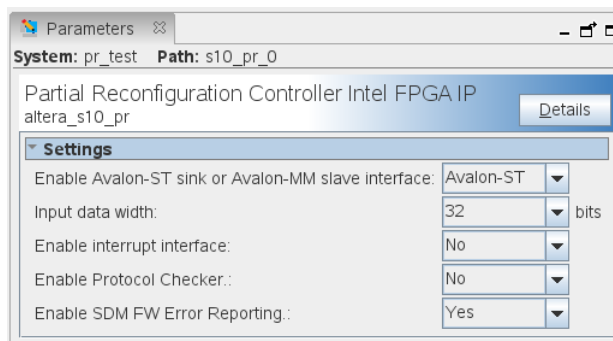 Parameters
System: pr_test Path: s10_pr_0
Partial Reconfiguration Controller Intel FPGA IP
altera_s10_pr
Details
Settings
Enable Avalon-ST sink or Avalon-MM slave interface: Avalon-ST
Input data width: 32 bits
Enable interrupt interface: No
Enable Protocol Checker.: No
Enable SDM FW Error Reporting.: Yes